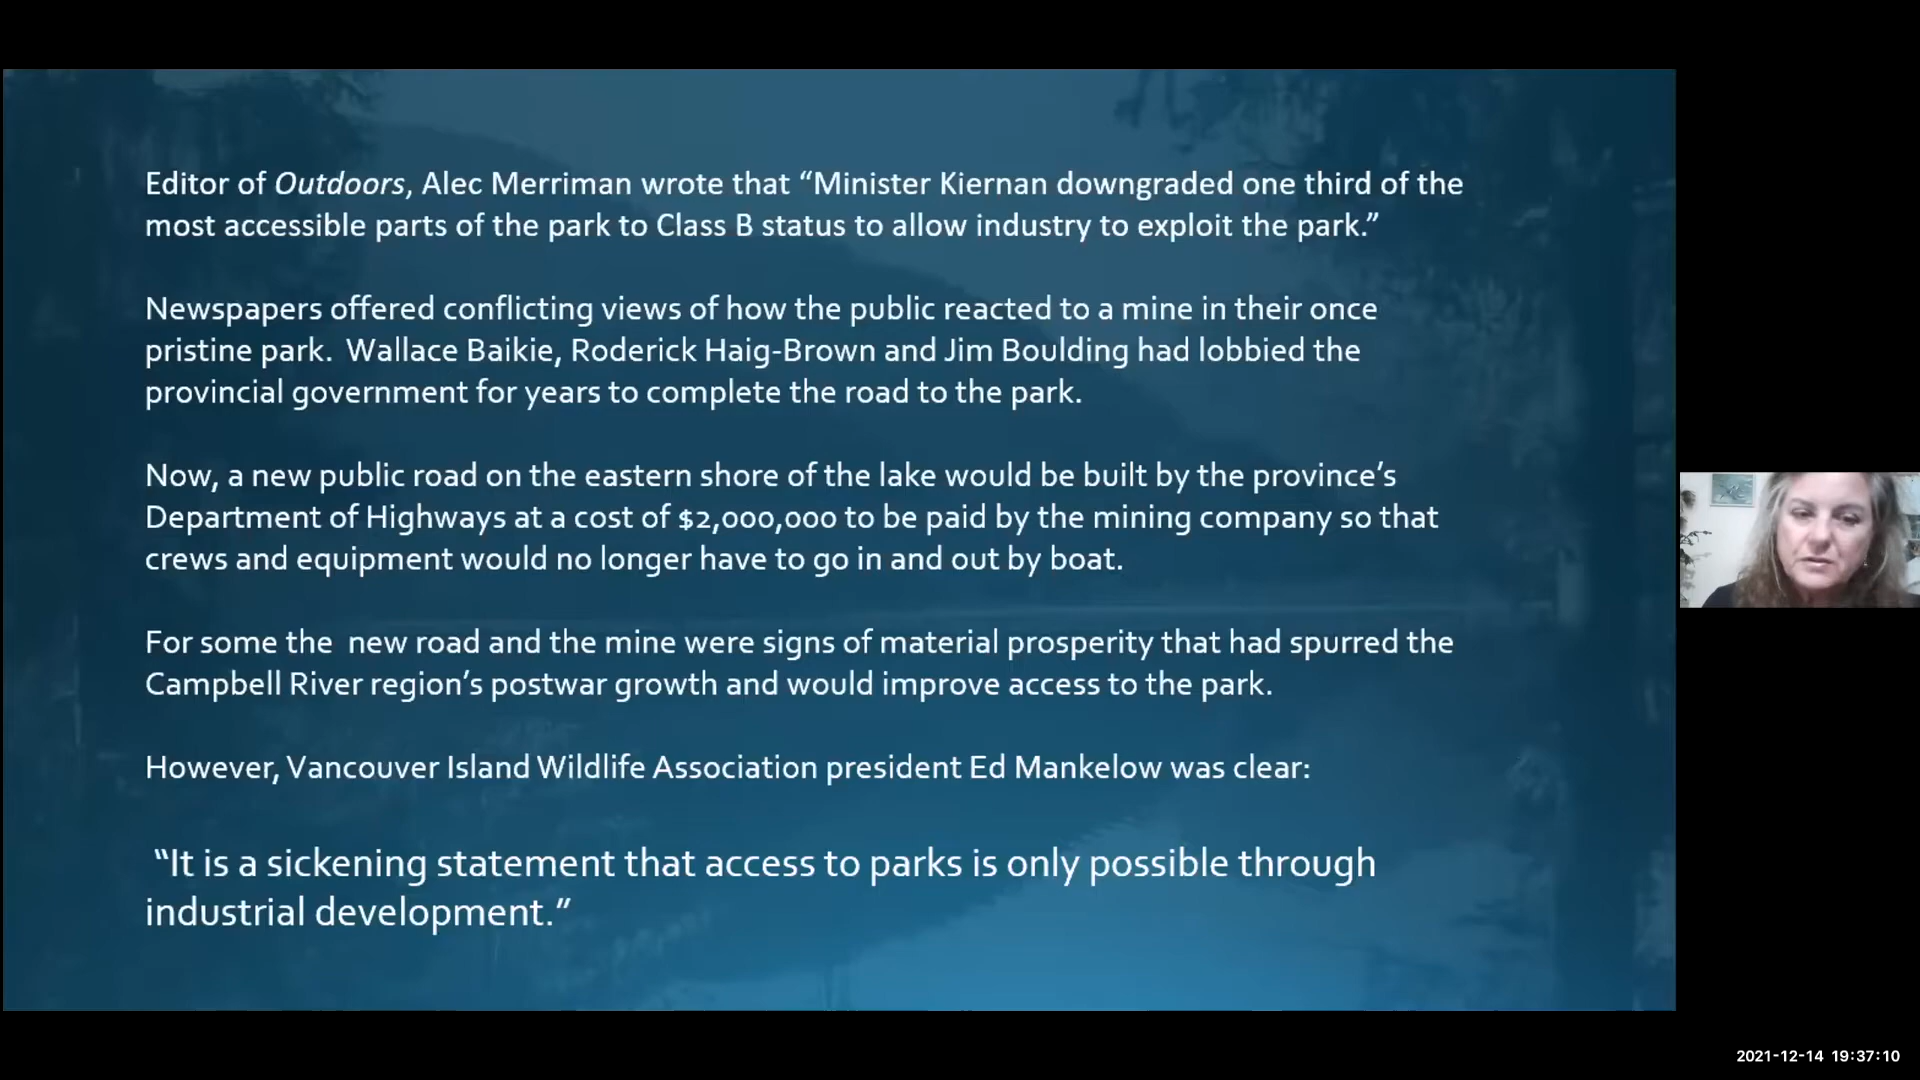 Editor of Outdoors, Alec Merriman wrote that “Minister Kiernan downgraded one third of the
most accessible parts of the park to Class B status to allow industry to exploit the park.”
Newspapers offered conflicting views of how the public reacted to a mine in their once
pristine park.  Wallace Baikie, Roderick Haig-Brown and Jim Boulding had lobbied the
provincial government for years to complete the road to the park.
Now, a new public road on the eastern shore of the lake would be built by the province’s
Department of Highways at a cost of $2,000,000 to be paid by the mining company so that
crews and equipment would no longer have to go in and out by boat.
For some the  new road and the mine were signs of material prosperity that had spurred the
Campbell River region’s postwar growth and would improve access to the park.
However, Vancouver Island Wildlife Association president Ed Mankelow was clear:
“It is a sickening statement that access to parks is only possible through
industrial development.”
2021-12-14 19:37:10